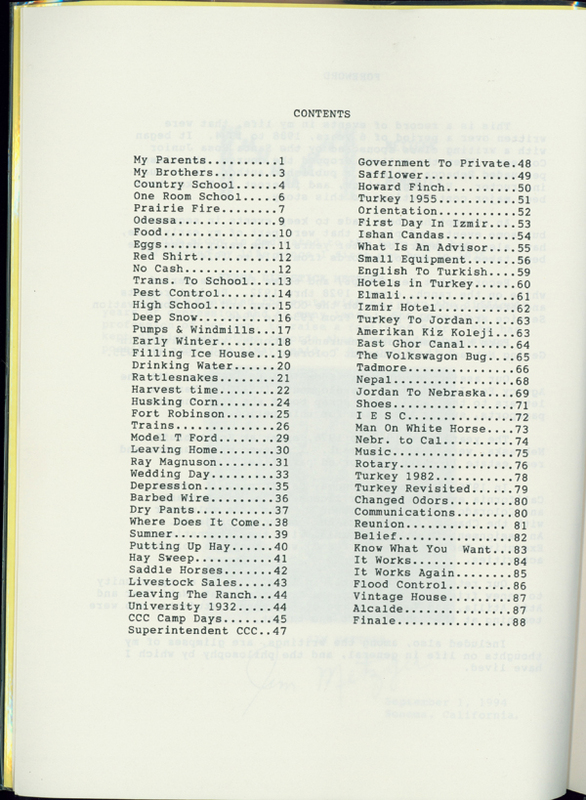 CONTENTS
My Parents..........1
My Brothers.........3
Country School......4
One Room School.....6
Prairie Fire........7
Odessa..............9
Food................10
Eggs................11
Red Shirt...........12
No Cash.............12
Trans. To School....13
Pest Control........14
High School.........15
Deep Snow...........16
Pumps & Windmills...17
Early Winter........18
Filling Ice House...19
Drinking Water......20
Rattlesnakes........21
Harvest time........22
Husking Corn........24
Fort Robinson.......25
Trains..............26
Model T Ford........29
Leaving Home........30
Ray Magnuson........31
Wedding Day.........33
Depression..........35
Barbed Wire.........36
Dry Pants...........37
Where Does It Come..38
Sumner..............39
Putting Up Hay......40
Hay Sweep...........41
Saddle Horses.......42
Livestock Sales.....43
Leaving The Ranch...44
University 1932.....44
CCC Camp Days.......45
Superintendent CCC..47
Government To Private.48
Safflower............49
Howard Finch.........50
Turkey 1955..........51
Orientation..........52
First Day In Izmir...53
Ishan Candas.........54
What Is An Advisor...55
Small Equipment......56
English To Turkish...59
Hotels in Turkey.....60
Elmali...............61
Izmir Hotel..........62
Turkey To Jordan.....63
Amerikan Kiz Koleji..63
East Ghor Canal......64
The Volkswagon Bug...65
Tadmore..............66
Nepal................68
Jordan To Nebraska...69
Shoes................71
I E S C..............72
Man On White Horse...73
Nebr. to Cal.........74
Music................75
Rotary...............76
Turkey 1982..........78
Turkey Revisited.....79
Changed Odors........80
Communications.......80
Reunion.............. 81
Belief...............82
Know What You  Want...83
It Works.............84
It Works Again.......85
Flood Control........86
Vintage House........87
Alcalde..............87
Finale...............88